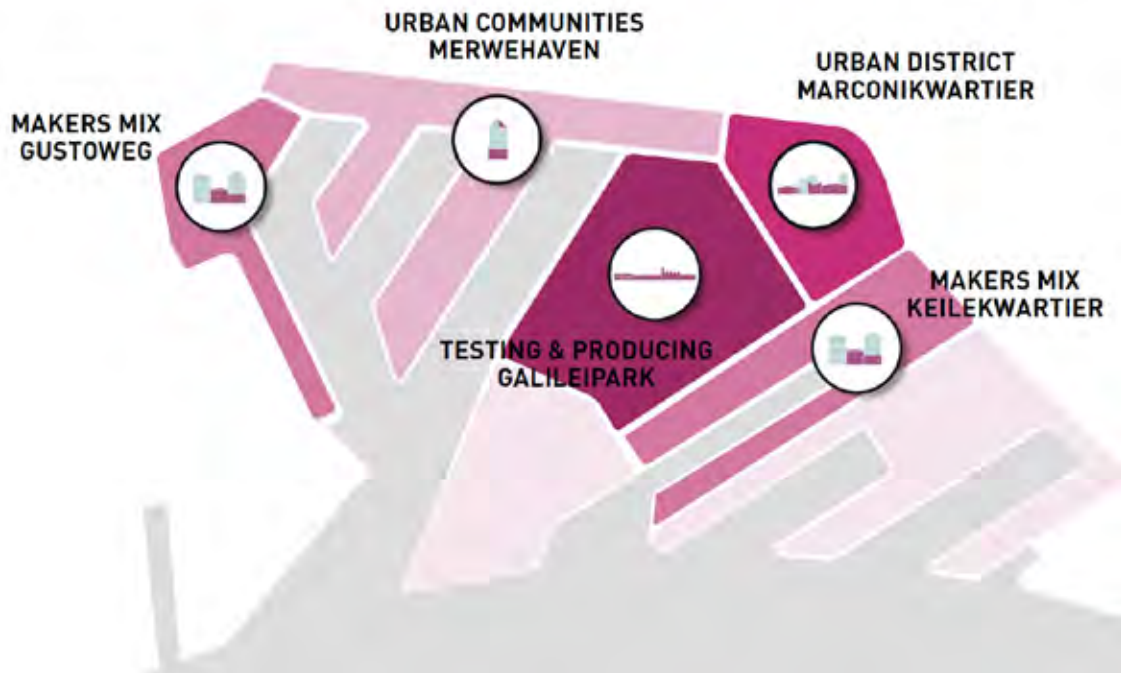 URBAN COMMUNITIES
MERWEHAVEN
URBAN DISTRICT
MARCONIKWARTIER
MAKERS MIX
GUSTOWEG
MAKERS MIX
KEILEKWARTIER
TESTING & PRODUCING
GALILEIPARK